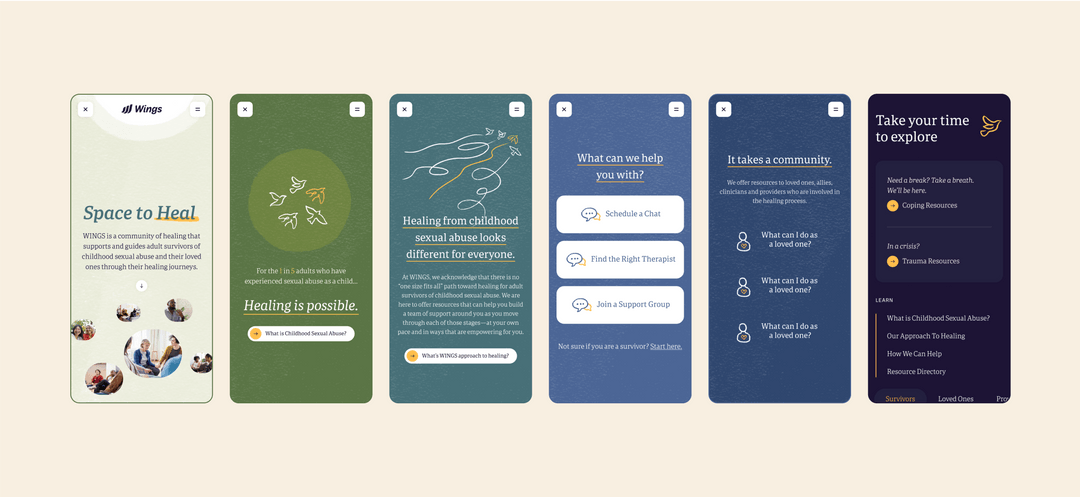 Wings
Space to Heal
WINGS is a community of healing that
supports and guides adult survivors of
childhood sexual abuse and their loved
ones through their healing journeys.
For the 1 in 5 adults who have
experienced sexual abuse as a child...
Healing is possible.
What is Childhood Sexual Abuse?
Healing from childhood
sexual abuse looks
different for everyone.
At WINGS, we acknowledge that there is no
"one size fits all" path toward healing for adult
survivors of childhood sexual abuse. We are
here to offer resources that can help you build
a team of support around you as you move
through each of those stages—at your own
pace and in ways that are empowering for you.
What's WINGS approach to healing?
What can we help
you with?
Schedule a Chat
Find the Right Therapist
Join a Support Group
Not sure if you are a survivor? Start here.
It takes a community.
We offer resources to loved ones, allies,
clinicians and providers who are involved in
the healing process.
What can I do as
a loved one?
What can I do as
a loved one?
What can I do as
a loved one?
Take your time
to explore
Need a break? Take a breath.
We'll be here.
Coping Resources
In a crisis?
Trauma Resources
LEARN
What is Childhood Sexual Abuse?
Our Approach To Healing
How We Can Help
Resource Directory
Survivors
Loved Ones
Pro